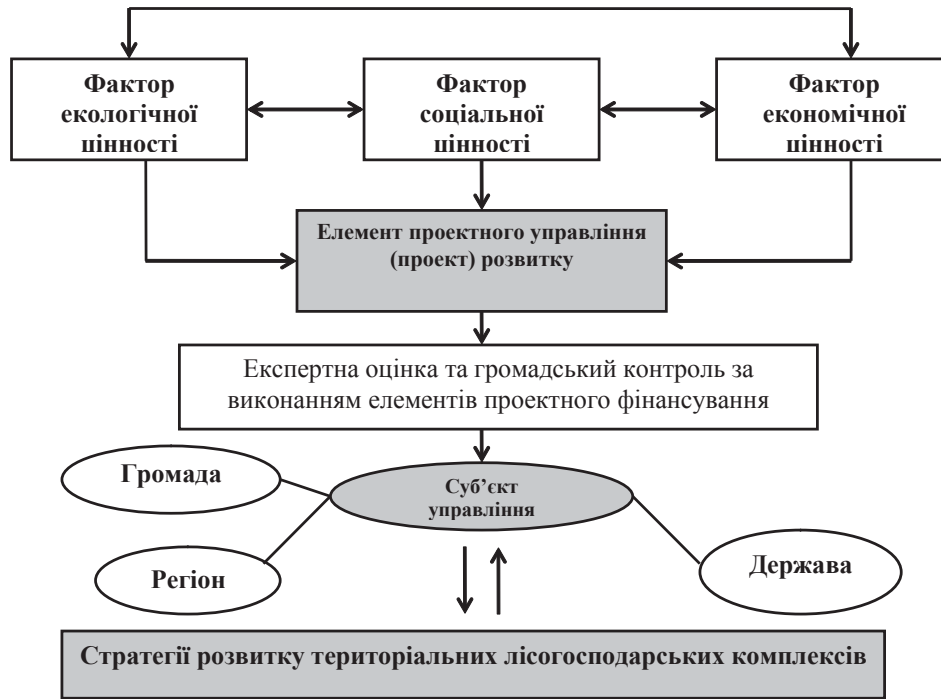 Фактор
екологічної
цінності
Фактор
соціальної
цінності
Фактор
економічної
цінності
Елемент проектного управління
(проект) розвитку
Експертна оцінка та громадський контроль за
виконанням елементів проектного фінансування
Громада
Суб’єкт
управління
Регіон
Держава
Стратегії розвитку територіальних лісогосподарських комплексів